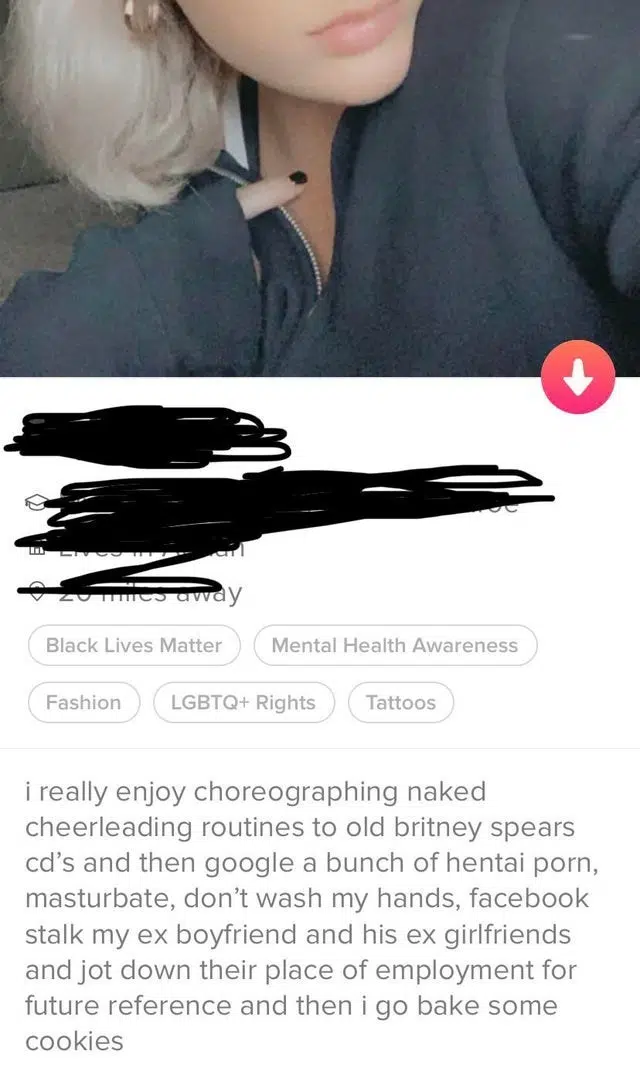 miles away
Black Lives Matter
Mental Health Awareness
Fashion
LGBTQ+ Rights
Tattoos
i really enjoy choreographing naked
cheerleading routines to old britney spears
cd's and then google a bunch of hentai porn,
masturbate, don't wash my hands, facebook
stalk my ex boyfriend and his ex girlfriends
and jot down their place of employment for
future reference and then i go bake some
cookies